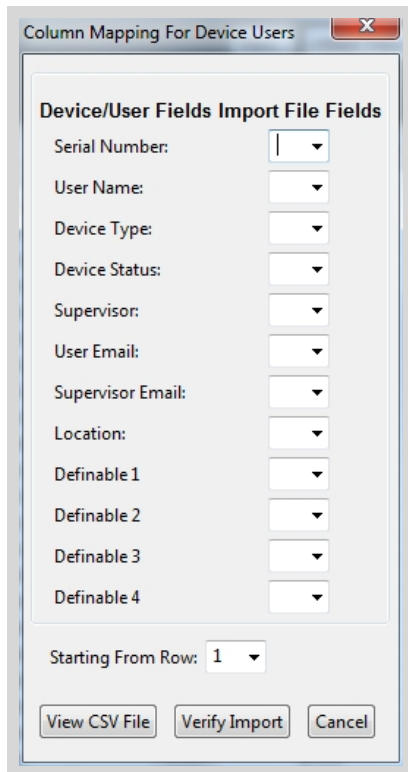 Column Mapping For Device Users
Device/User Fields Import File Fields
Serial Number:
User Name:
Device Type:
Device Status:
Supervisor:
User Email:
Supervisor Email:
Location:
Definable 1
Definable 2
Definable 3
Definable 4
Starting From Row: 1
View CSV File Verify Import Cancel